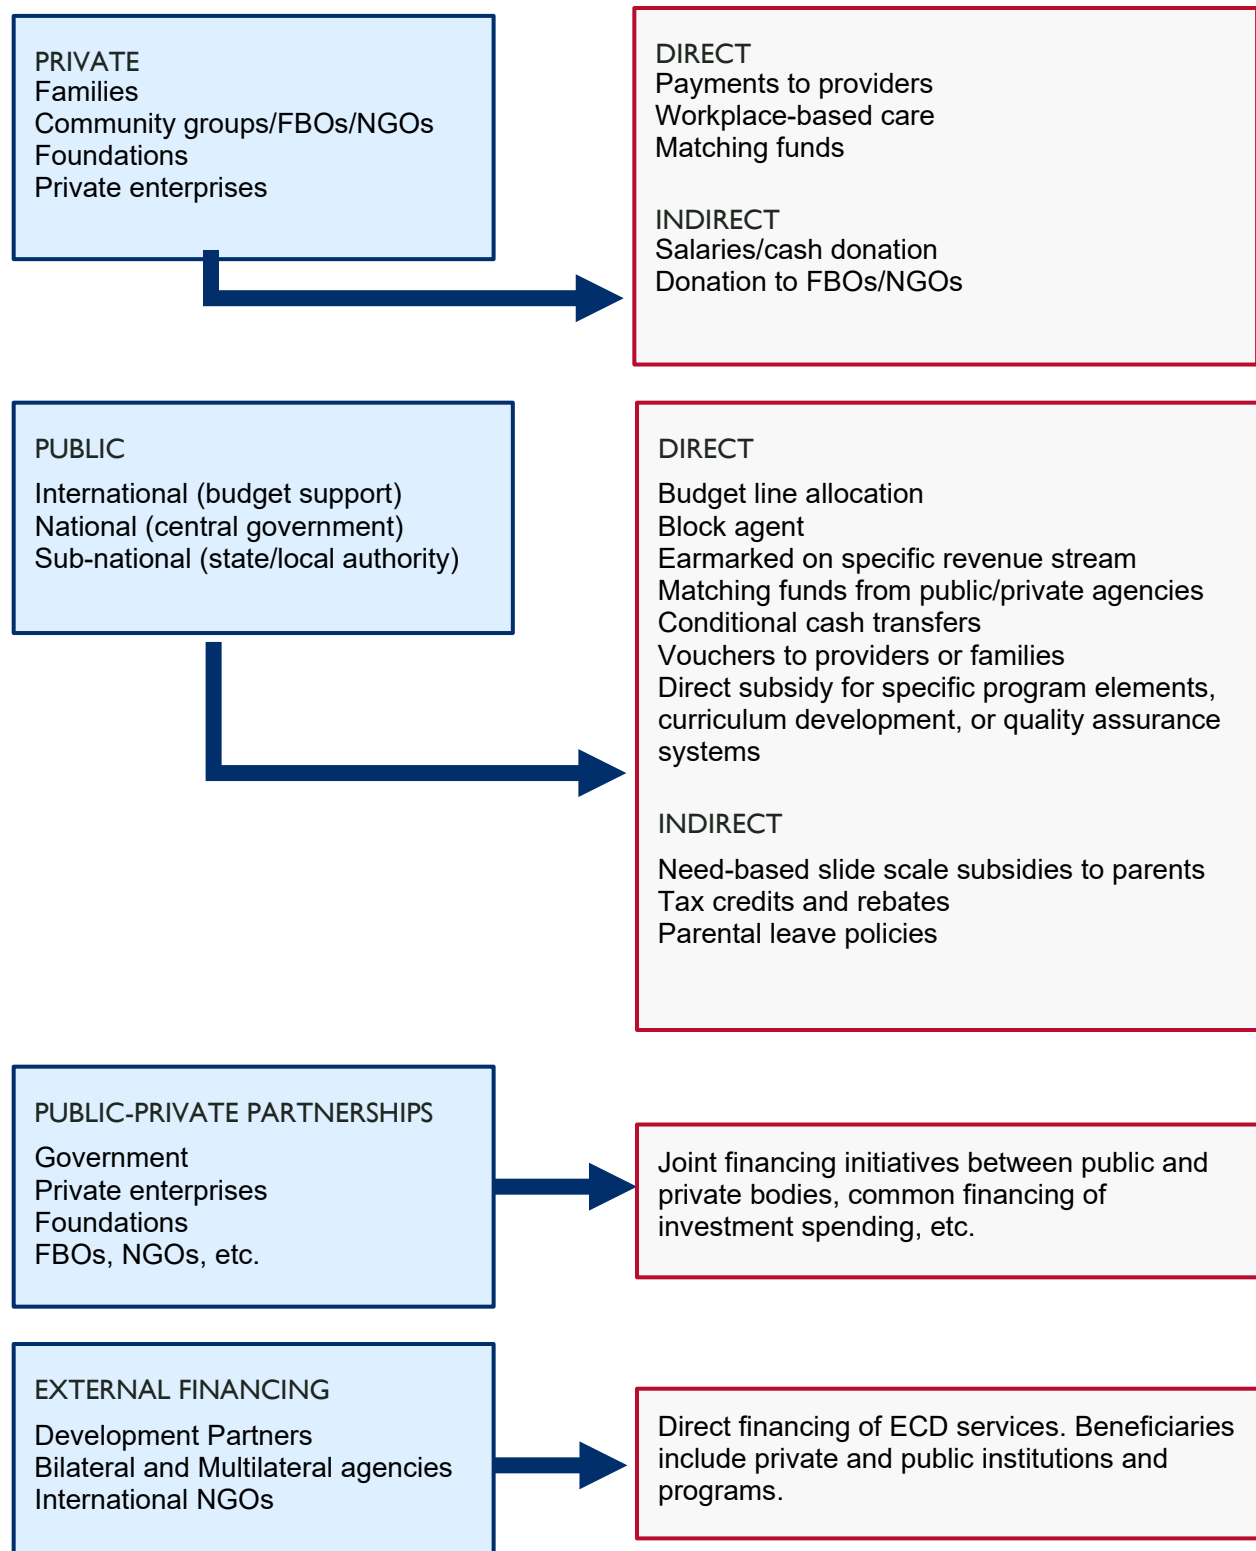 PRIVATE
Families
Community groups/FBOs/NGOs
Foundations
Private enterprises
DIRECT
Payments to providers
Workplace-based care
Matching funds
INDIRECT
Salaries/cash donation
Donation to FBOs/NGOs
PUBLIC
International (budget support)
National (central government)
Sub-national (state/local authority)
DIRECT
Budget line allocation
Block agent
Earmarked on specific revenue stream
Matching funds from public/private agencies
Conditional cash transfers
Vouchers to providers or families
Direct subsidy for specific program elements,
curriculum development, or quality assurance
systems
INDIRECT
Need-based slide scale subsidies to parents
Tax credits and rebates
Parental leave policies
PUBLIC-PRIVATE PARTNERSHIPS
Government
Private enterprises
Foundations
FBOs, NGOs, etc.
Joint financing initiatives between public and
private bodies, common financing of
investment spending, etc.
EXTERNAL FINANCING
Development Partners
Bilateral and Multilateral agencies
International NGOs
Direct financing of ECD services. Beneficiaries
include private and public institutions and
programs.